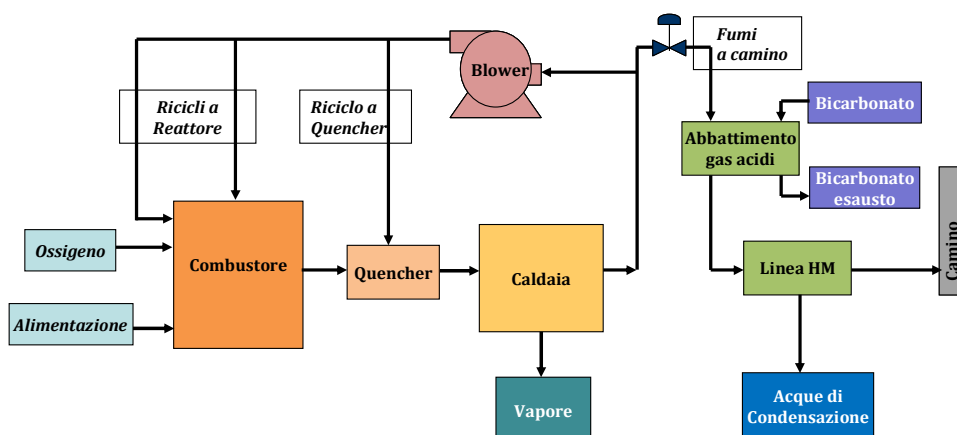 Fumi
a camino
Blower
Ricicli a
Reattore
Riciclo a
Quencher
Bicarbonato
Abbattimento
gas acidi
Bicarbonato
esausto
Ossigeno
Combustore
Quencher
Caldaia
Linea HM
Camino
Alimentazione
Vapore
Acque di
Condensazione